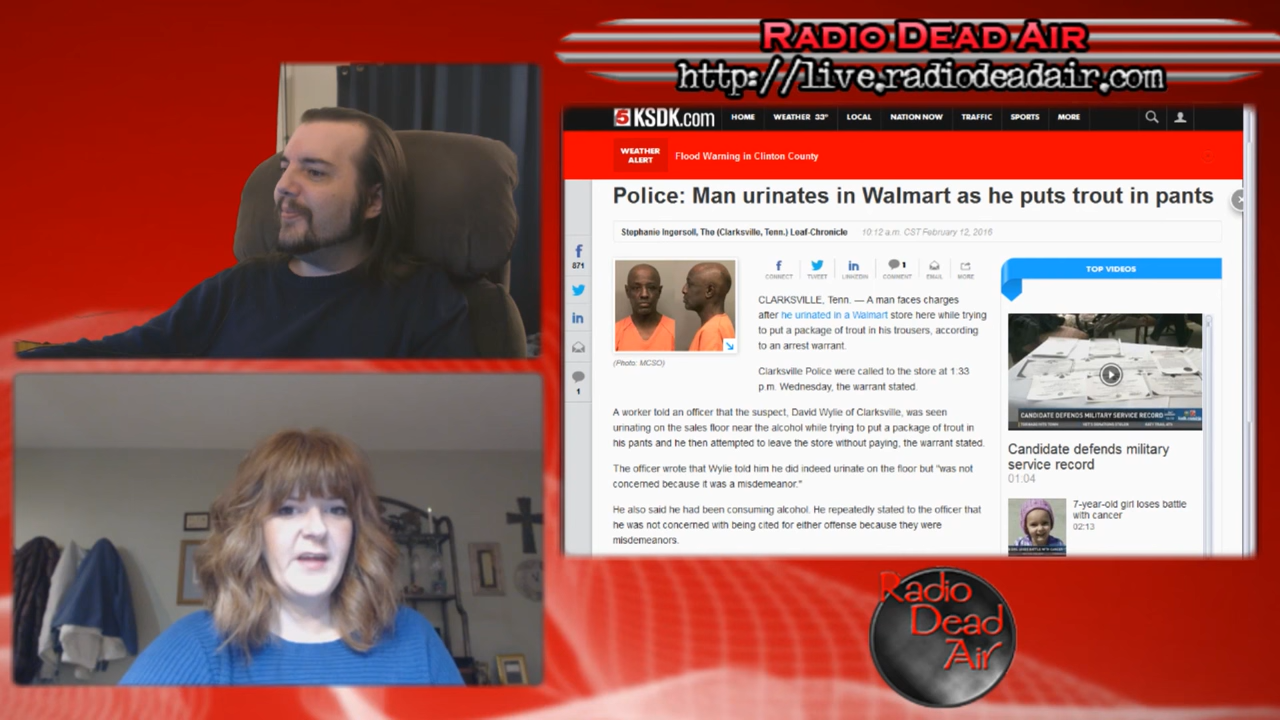 RADIO DEAD AIR
http://live.radiodeadair.com
5 KSDK.com HOME WEATHER 33° LOCAL NATION NOW TRAFFIC SPORTS MORE
WEATHER ALERT
Flood Warning in Clinton County
Police: Man urinates in Walmart as he puts trout in pants
Stephanie Ingersoll, The (Clarksville, Tenn.) Leaf-Chronicle 10:12 a.m. CST February 12, 2016
871
1
CONNECT TWEET LINKEDIN 1 COMMENT EMAIL MORE
(Photo: MCSO)
CLARKSVILLE, Tenn. — A man faces charges
after he urinated in a Walmart store here while trying
to put a package of trout in his trousers, according
to an arrest warrant.
Clarksville Police were called to the store at 1:33
p.m. Wednesday, the warrant stated.
A worker told an officer that the suspect, David Wylie of Clarksville, was seen
urinating on the sales floor near the alcohol while trying to put a package of trout in
his pants and he then attempted to leave the store without paying, the warrant stated.
The officer wrote that Wylie told him he did indeed urinate on the floor but "was not
concerned because it was a misdemeanor."
He also said he had been consuming alcohol. He repeatedly stated to the officer that
he was not concerned with being cited for either offense because they were
misdemeanors.
TOP VIDEOS
CANDIDATE DEFENDS MILITARY SERVICE RECORD
Candidate defends military
service record
01:04
7-year-old girl loses battle
with cancer
02:13
Radio
Dead
Air